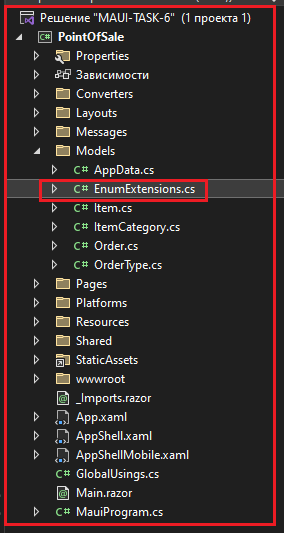 Решение "MAUI-TASK-6" (1 проекта 1)
PointOfSale
Properties
Зависимости
Converters
Layouts
Messages
Models
C# AppData.cs
C# EnumExtensions.cs
C# Item.cs
C# ItemCategory.cs
C# Order.cs
C# OrderType.cs
Pages
Platforms
Resources
Shared
StaticAssets
wwwroot
_Imports.razor
App.xaml
AppShell.xaml
AppShellMobile.xaml
C# GlobalUsings.cs
Main.razor
C# MauiProgram.cs